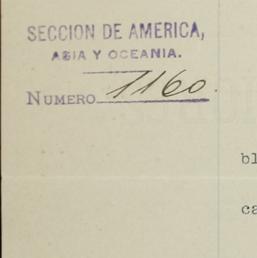 SECCION DE AMERICA,
ASIA Y OCEANIA.
NUMERO 1160.
bl
ca